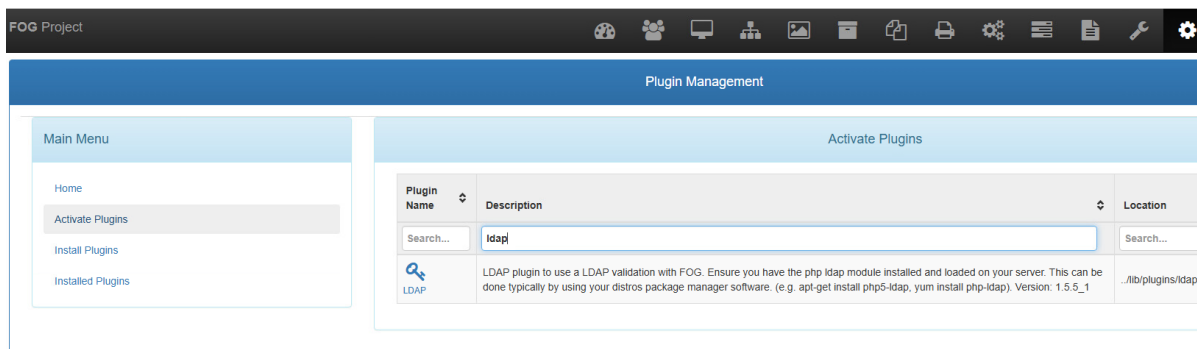 FOG Project
Plugin Management
Main Menu
Home
Activate Plugins
Install Plugins
Installed Plugins
Activate Plugins
Plugin Name
Description
Location
Search...
ldap
Search...
LDAP
LDAP plugin to use a LDAP validation with FOG. Ensure you have the php ldap module installed and loaded on your server. This can be
done typically by using your distros package manager software. (e.g. apt-get install php5-ldap, yum install php-ldap). Version: 1.5.5_1
../lib/plugins/ldap